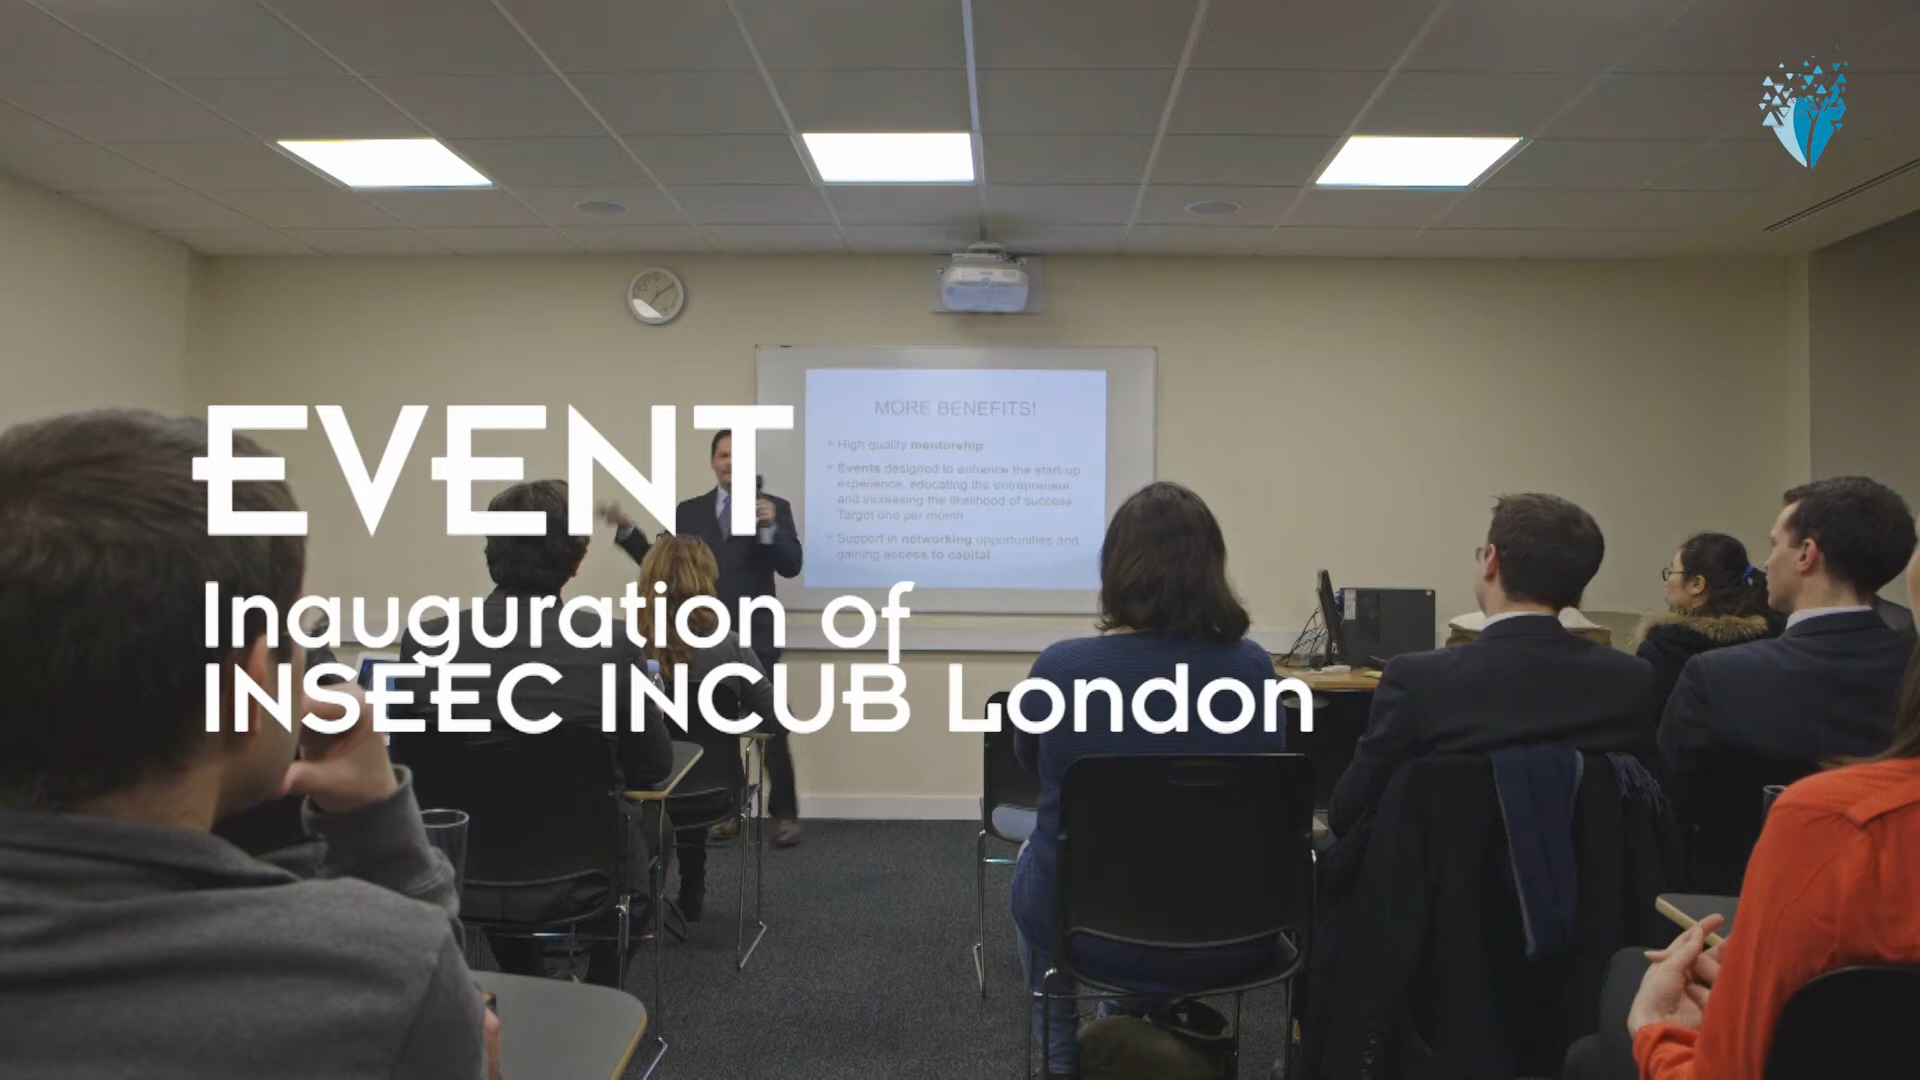 MORE BENEFITS!
High quality mentorship
EVENT
Events designed to enhance the start-up
experience, educating the entrepreneur
and increasing the likelihood of success
Target one per month
Support in networking opportunities and
gaining access to capital
Inauguration of
INSEEC INCUB London